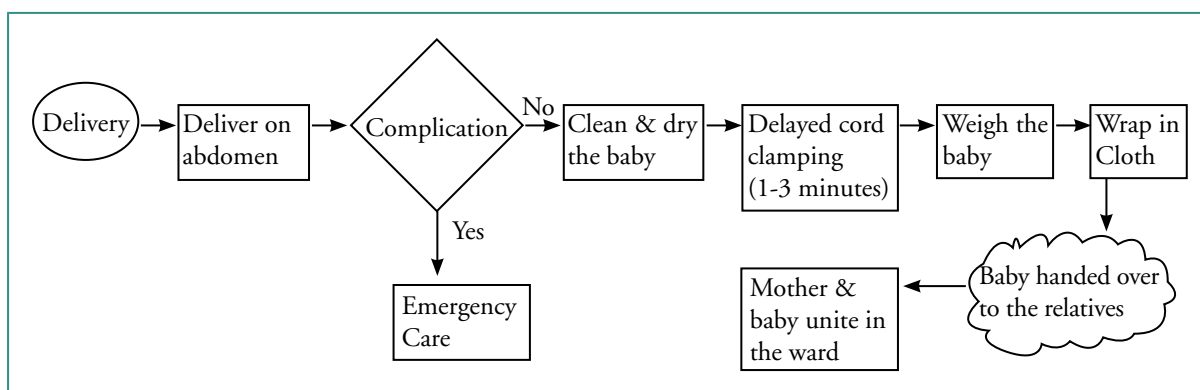 Delivery
Deliver on
abdomen
Complication
No
Yes
Emergency
Care
Clean & dry
the baby
Delayed cord
clamping
(1-3 minutes)
Weigh the
baby
Wrap in
Cloth
Baby handed over
to the relatives
Mother &
baby unite in
the ward